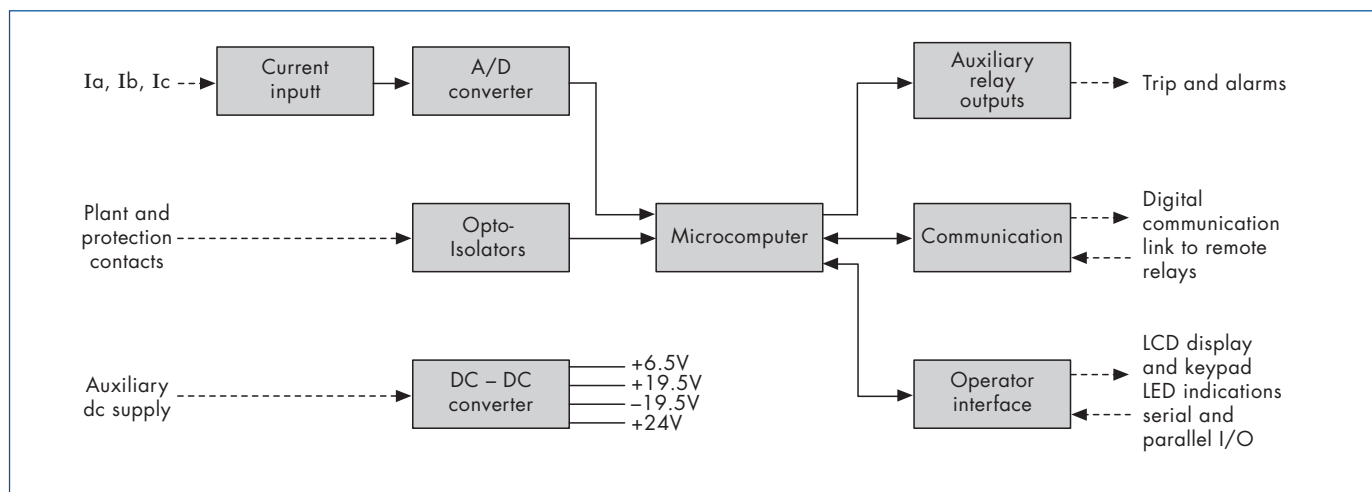 Ia, Ib, Ic
Current
inputt
A/D
converter
Auxiliary
relay
outputs
Trip and alarms
Plant and
protection
contacts
Opto-
Isolators
Microcomputer
Communication
Digital
communication
link to remote
relays
Auxiliary
dc supply
DC – DC
converter
+6.5V
+19.5V
–19.5V
+24V
Operator
interface
LCD display
and keypad
LED indications
serial and
parallel I/O